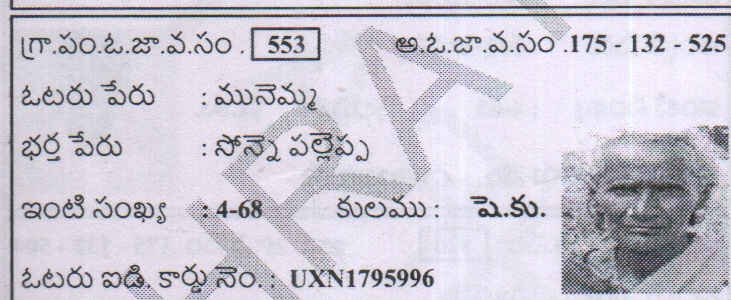 గ్రా.పం.ఓ.జా.వ.సం . 553 అ.ఓ.జా.వ.సం .175 - 132 - 525
ఓటరు పేరు : మునెమ్మ
భర్త పేరు : సోన్నె పల్లెప్ప
ఇంటి సంఖ్య : 4-68 కులము : షె.కు.
ఓటరు ఐడి. కార్డు నెం. : UXN1795996